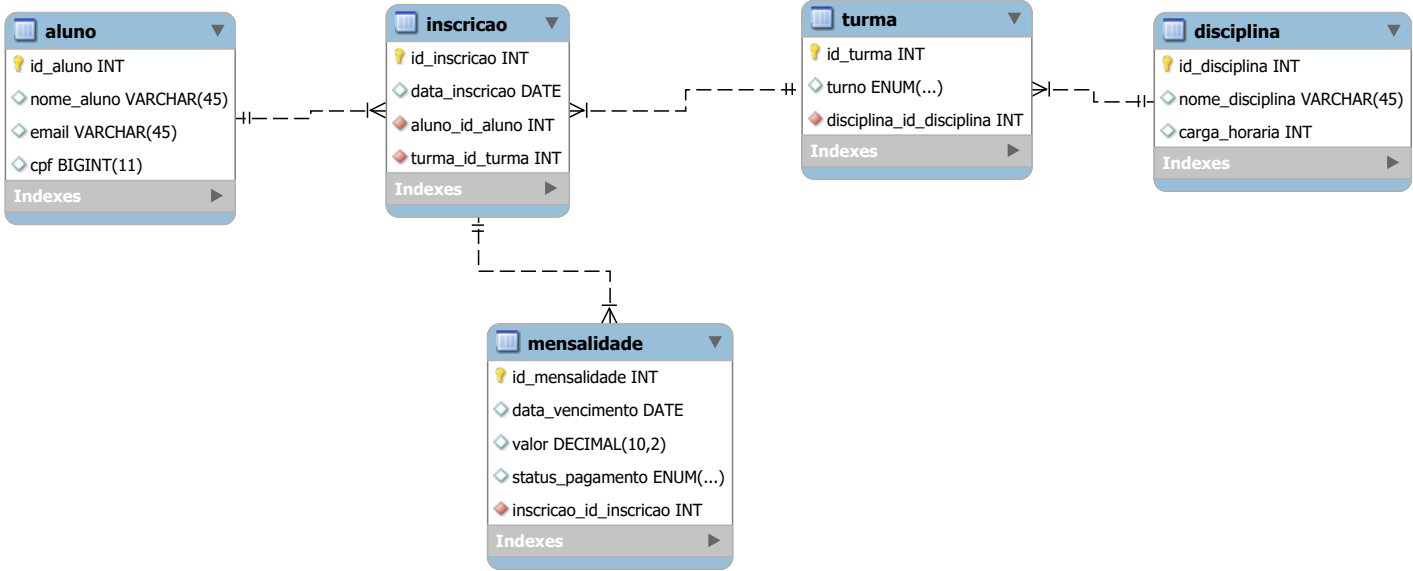 aluno
id_aluno INT
nome_aluno VARCHAR(45)
email VARCHAR(45)
cpf BIGINT(11)
Indexes
inscricao
id_inscricao INT
data_inscricao DATE
aluno_id_aluno INT
turma_id_turma INT
Indexes
turma
id_turma INT
turno ENUM(...)
disciplina_id_disciplina INT
Indexes
disciplina
id_disciplina INT
nome_disciplina VARCHAR(45)
carga_horaria INT
Indexes
mensalidade
id_mensalidade INT
data_vencimento DATE
valor DECIMAL(10,2)
status_pagamento ENUM(...)
inscricao_id_inscricao INT
Indexes